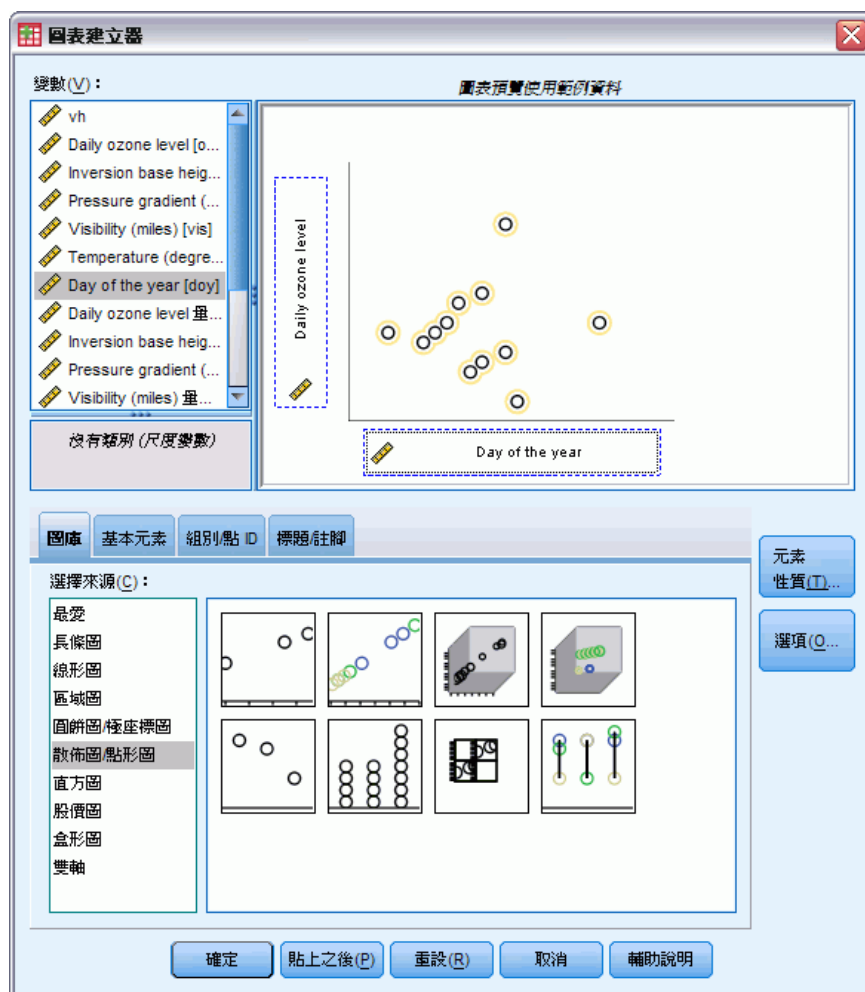 圖表建立器
變數(V)：
圖表預覽使用範例資料
vh
Daily ozone level [o...
Inversion base heig...
Pressure gradient (...
Visibility (miles) [vis]
Temperature (degre...
Day of the year [doy]
Daily ozone level 量...
Inversion base heig...
Pressure gradient (...
Visibility (miles) 量...
沒有類別 (尺度變數)
Daily ozone level
Day of the year
圖庫
基本元素
組別/點 ID
標題/註腳
選擇來源(C)：
最愛
長條圖
線形圖
區域圖
圓餅圖/極座標圖
散佈圖/點形圖
直方圖
股價圖
盒形圖
雙軸
元素
性質(T)...
選項(O...
確定
貼上之後(P)
重設(R)
取消
輔助說明